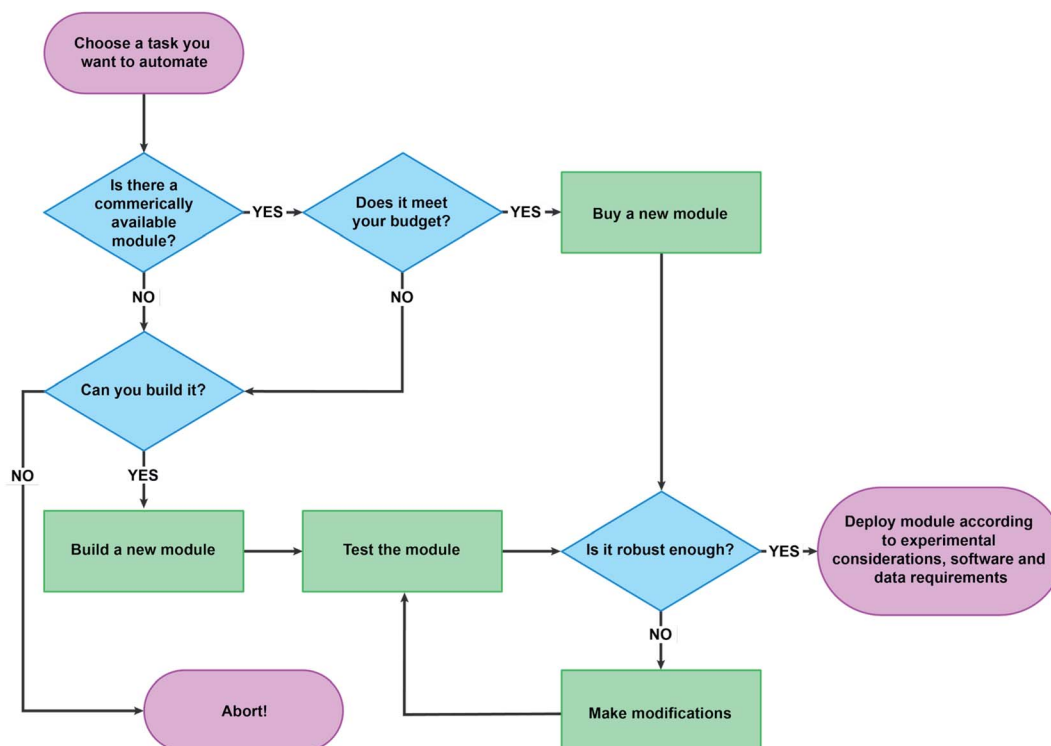 Choose a task you
want to automate
Is there a
commerically
available
module?
YES
Does it meet
your budget?
YES
Buy a new module
NO
NO
Can you build it?
NO
YES
Build a new module
Test the module
Is it robust enough?
YES
Deploy module according
to experimental
considerations, software and
data requirements
NO
Abort!
Make modifications